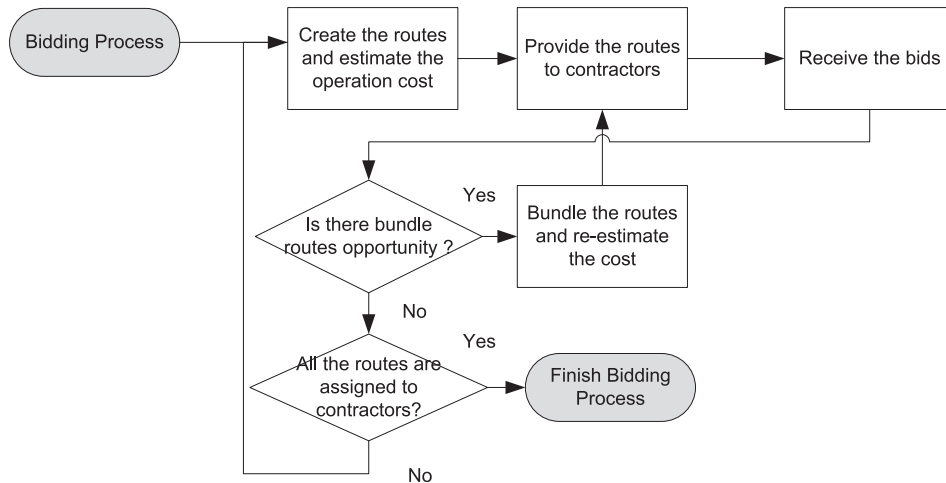 Bidding Process
Create the routes
and estimate the
operation cost
Provide the routes
to contractors
Receive the bids
Is there bundle
routes opportunity ?
Yes
Bundle the routes
and re-estimate
the cost
No
All the routes are
assigned to
contractors?
Yes
Finish Bidding
Process
No